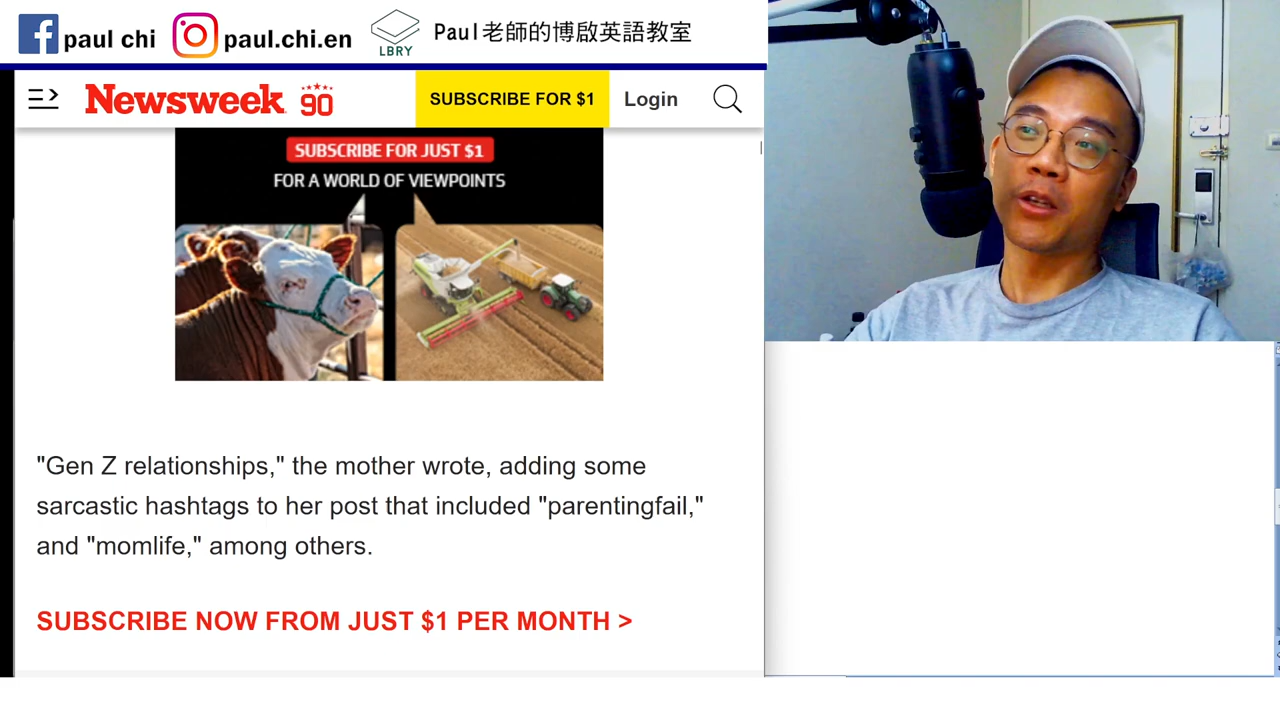 paul chi
paul.chi.en
LBRY
Paul老師的博啟英語教室
Newsweek 90
SUBSCRIBE FOR $1
Login
SUBSCRIBE FOR JUST $1
FOR A WORLD OF VIEWPOINTS
"Gen Z relationships," the mother wrote, adding some
sarcastic hashtags to her post that included "parentingfail,"
and "momlife," among others.
SUBSCRIBE NOW FROM JUST $1 PER MONTH >